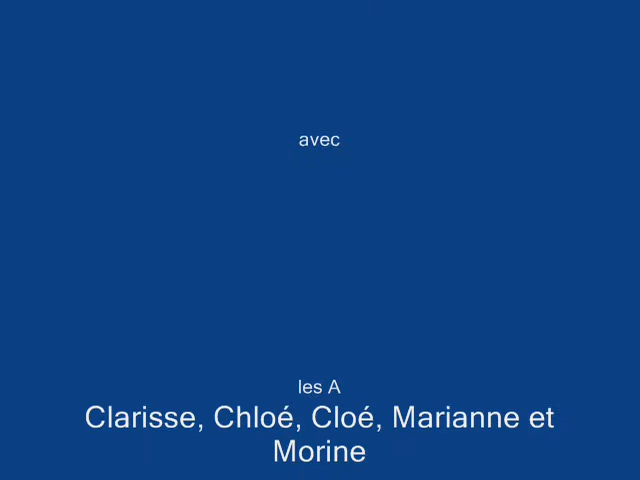 avec
les A
Clarisse, Chloé, Cloé, Marianne et
Morine